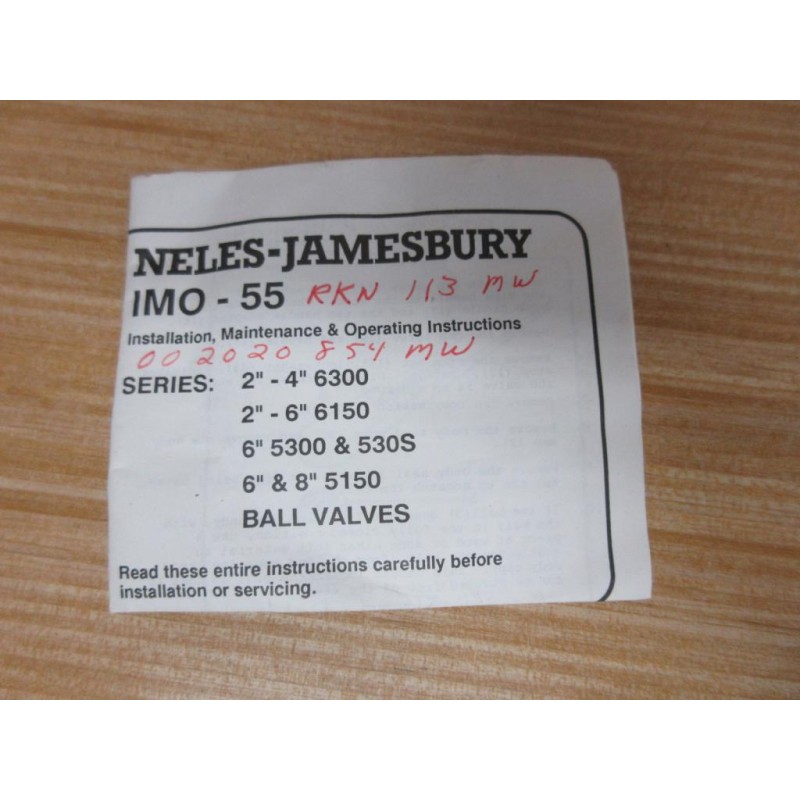 NELES-JAMESBURY
IMO - 55 RKN 113 MW
Installation, Maintenance & Operating Instructions
00 2020 854 MW
SERIES: 2" - 4" 6300
2" - 6" 6150
6" 5300 & 530S
6" & 8" 5150
BALL VALVES
Read these entire instructions carefully before
installation or servicing.